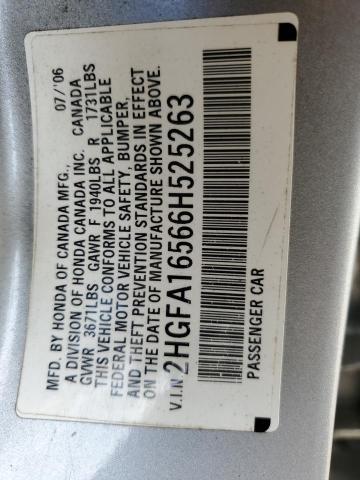 MFD. BY HONDA OF CANADA MFG., 07/'06
A DIVISION OF HONDA CANADA INC. CANADA
GVWR 3671LBS GAWR F 1940LBS R 1731LBS
THIS VEHICLE CONFORMS TO ALL APPLICABLE
FEDERAL MOTOR VEHICLE SAFETY, BUMPER,
AND THEFT PREVENTION STANDARDS IN EFFECT
ON THE DATE OF MANUFACTURE SHOWN ABOVE.
V.I.N 2HGFA16566H525263
PASSENGER CAR